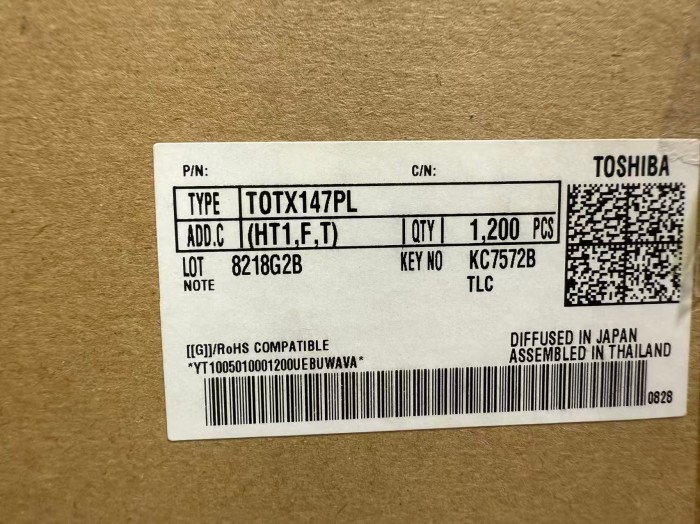 P/N: C/N: TOSHIBA
TYPE TOTX147PL
ADD.C (HT1,F,T) QTY 1,200 PCS
LOT 8218G2B KEY NO KC7572B
NOTE TLC
[[G]]/RoHS COMPATIBLE DIFFUSED IN JAPAN
*YT1005010001200UEBUWAVA* ASSEMBLED IN THAILAND
0828